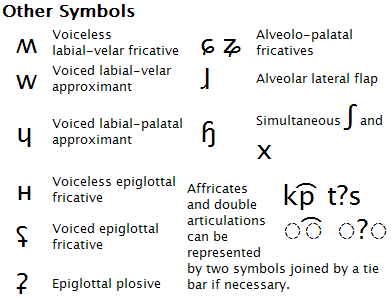 Other Symbols
ʍ Voiceless labial-velar fricative
w Voiced labial-velar approximant
ɥ Voiced labial-palatal approximant
ʜ Voiceless epiglottal fricative
ʢ Voiced epiglottal fricative
ʡ Epiglottal plosive
ɕ ʑ Alveolo-palatal fricatives
ɺ Alveolar lateral flap
ɧ Simultaneous ʃ and x
Affricates
and double
articulations
can be
represented
by two symbols joined by a tie
bar if necessary.
k͡p t?s
◌͡◌ ◌?◌